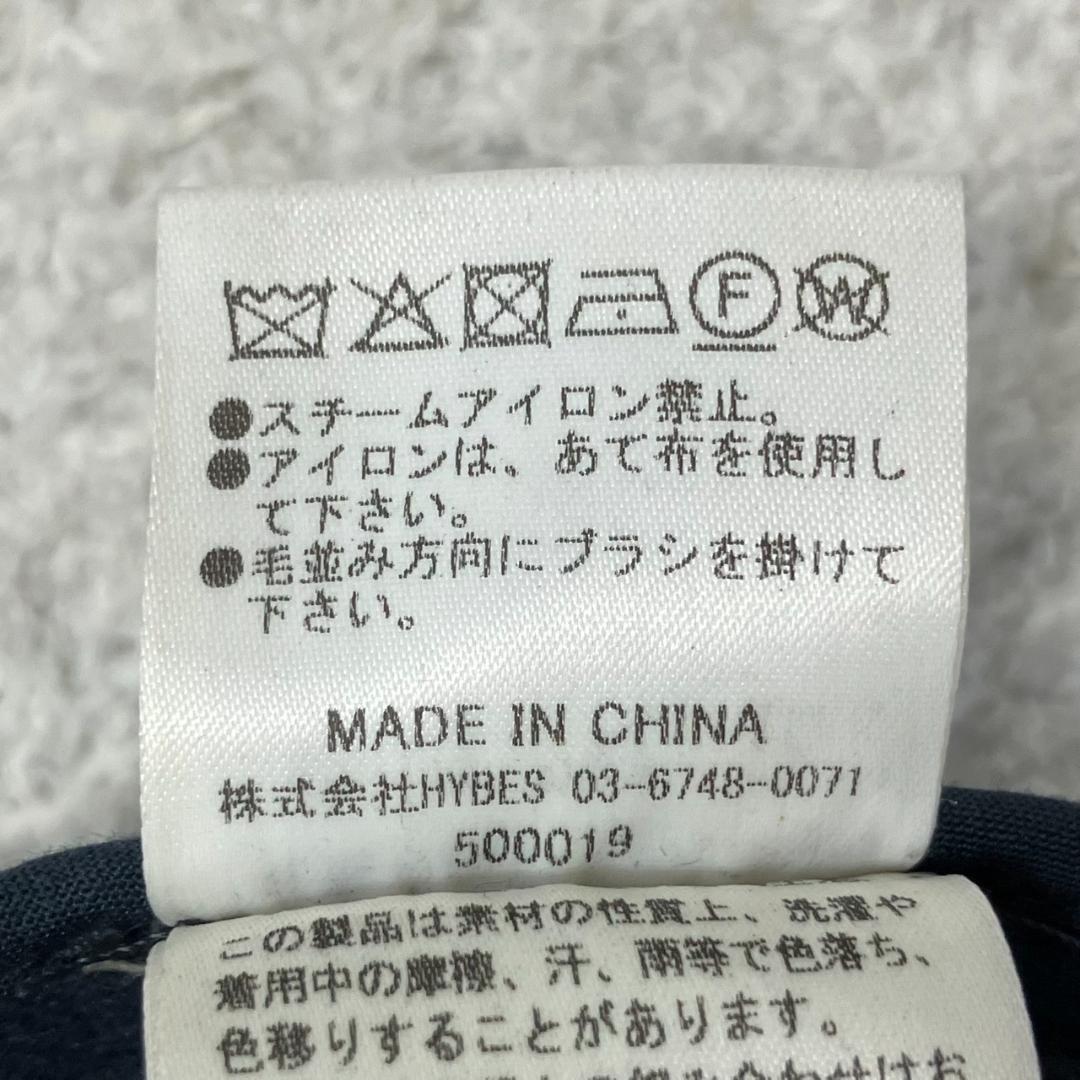 F W
●スチームアイロン禁止。
●アイロンは、あて布を使用し
て下さい。
●毛並み方向にブラシを掛けて
下さい。
MADE IN CHINA
株式会社HYBES 03-6748-0071
500019
この製品は素材の性質上、洗濯や
着用中の摩擦、汗、雨等で色落ち、
色移りすることがあります。